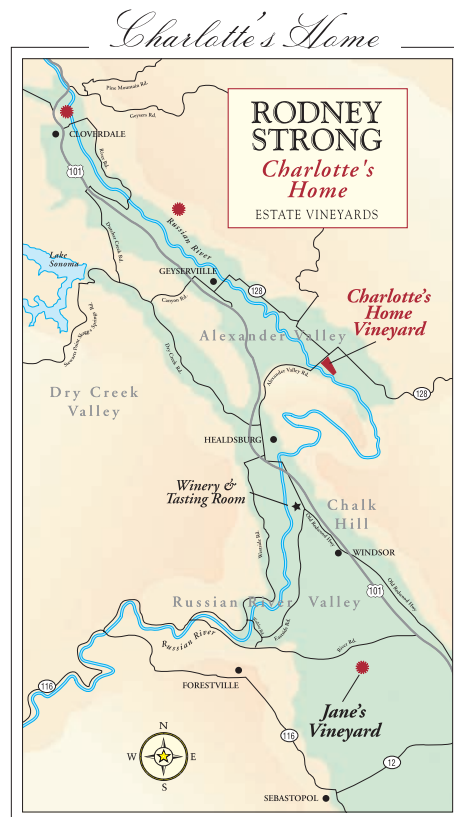 Charlotte's Home
RODNEY
STRONG
Charlotte's
Home
ESTATE VINEYARDS
Pine Mountain Rd.
Geysers Rd.
CLOVERDALE
River Rd.
101
Russian River
Dutcher Creek Rd.
Lake
Sonoma
GEYSERVIILLE
128
Canyon Rd.
Charlotte's
Home
Vineyard
Alexander Valley
Dry Creek Rd.
Alexander Valley Rd.
128
Dry Creek
Valley
HEALDSBURG
Winery &
Tasting Room
Chalk
Hill
Old Redwood Hwy
Westside Rd.
WINDSOR
101
Old Redwood Hwy
Russian River Valley
Eastside Rd.
Russian River
River Rd.
116
FORESTVILLE
Jane's
Vineyard
N
W
E
S
116
12
SEBASTOPOL